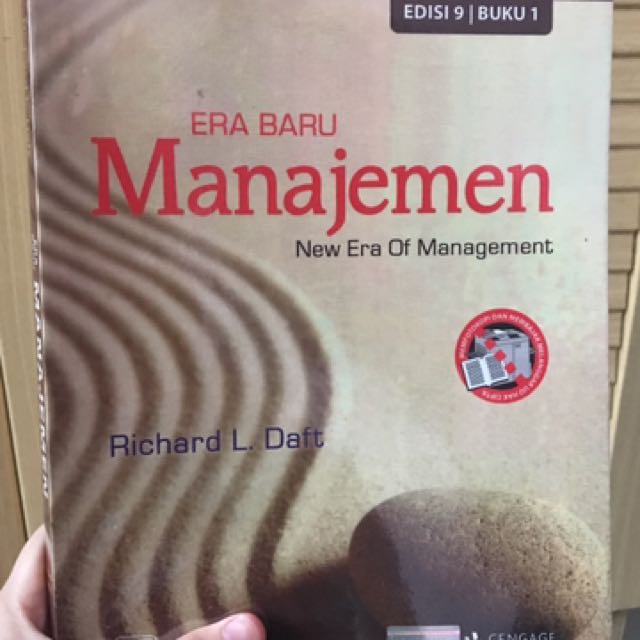 EDISI 9 | BUKU 1
ERA BARU
Manajemen
New Era Of Management
Richard L. Daft
CENGAGE